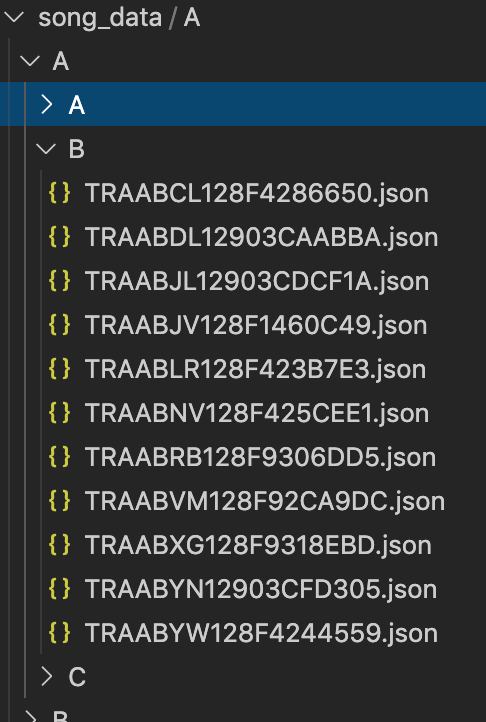 song_data / A
A
A
B
{} TRAABCL128F4286650.json
{} TRAABDL12903CAABBA.json
{} TRAABJL12903CDCF1A.json
{} TRAABJV128F1460C49.json
{} TRAABLR128F423B7E3.json
{} TRAABNV128F425CEE1.json
{} TRAABRB128F9306DD5.json
{} TRAABVM128F92CA9DC.json
{} TRAABXG128F9318EBD.json
{} TRAABYN12903CFD305.json
{} TRAABYW128F4244559.json
C
B